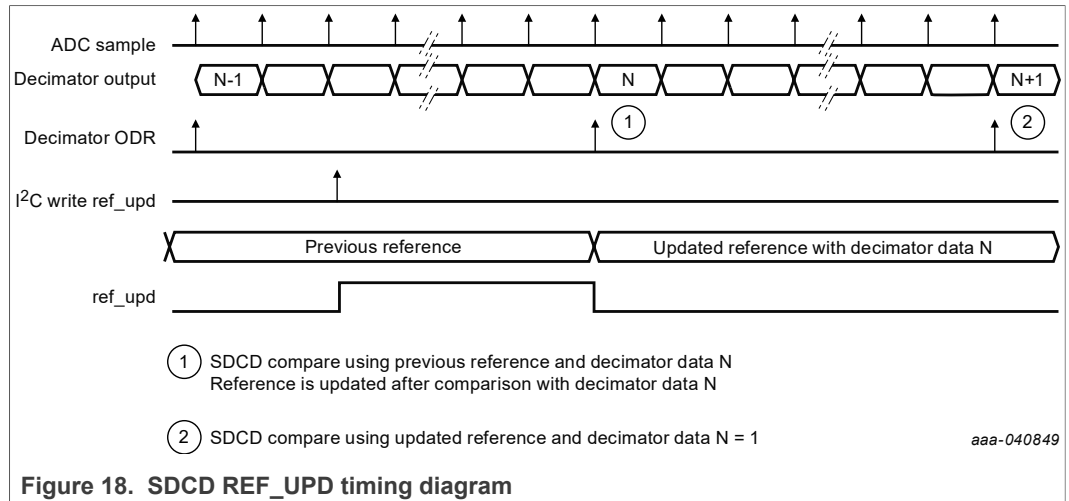 ADC sample
Decimator output
N-1
N
N+1
1
2
Decimator ODR
I2C write ref_upd
Previous reference
Updated reference with decimator data N
ref_upd
1 SDCD compare using previous reference and decimator data N
Reference is updated after comparison with decimator data N
2 SDCD compare using updated reference and decimator data N = 1
aaa-040849
Figure 18. SDCD REF_UPD timing diagram